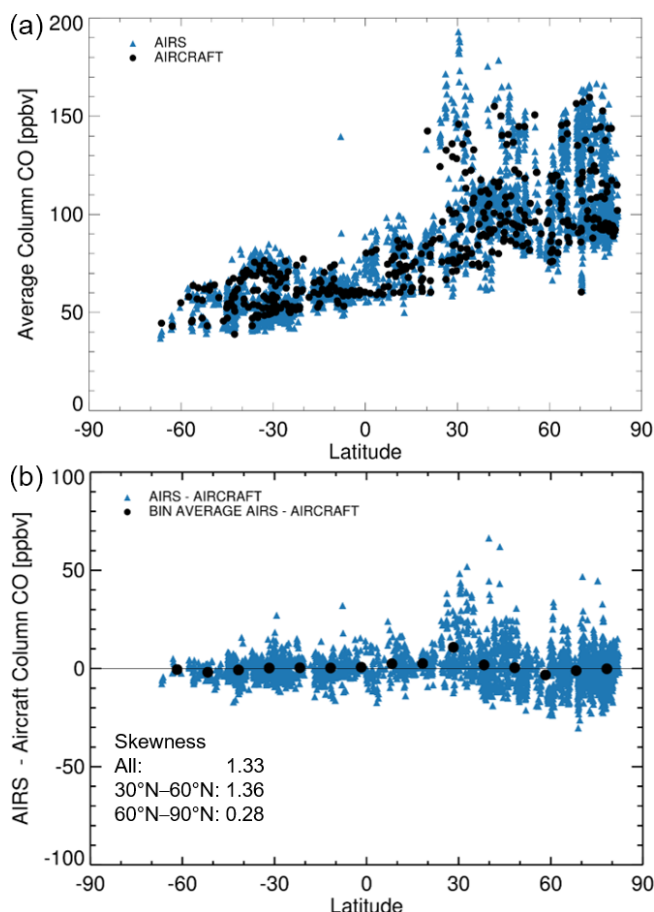 (a)
200
150
100
50
0
Average Column CO [ppbv]
AIRS
AIRCRAFT
-90 -60 -30 0 30 60 90
Latitude
(b)
100
50
0
-50
-100
AIRS - Aircraft Column CO [ppbv]
AIRS - AIRCRAFT
BIN AVERAGE AIRS - AIRCRAFT
Skewness
All: 1.33
30°N–60°N: 1.36
60°N–90°N: 0.28
-90 -60 -30 0 30 60 90
Latitude